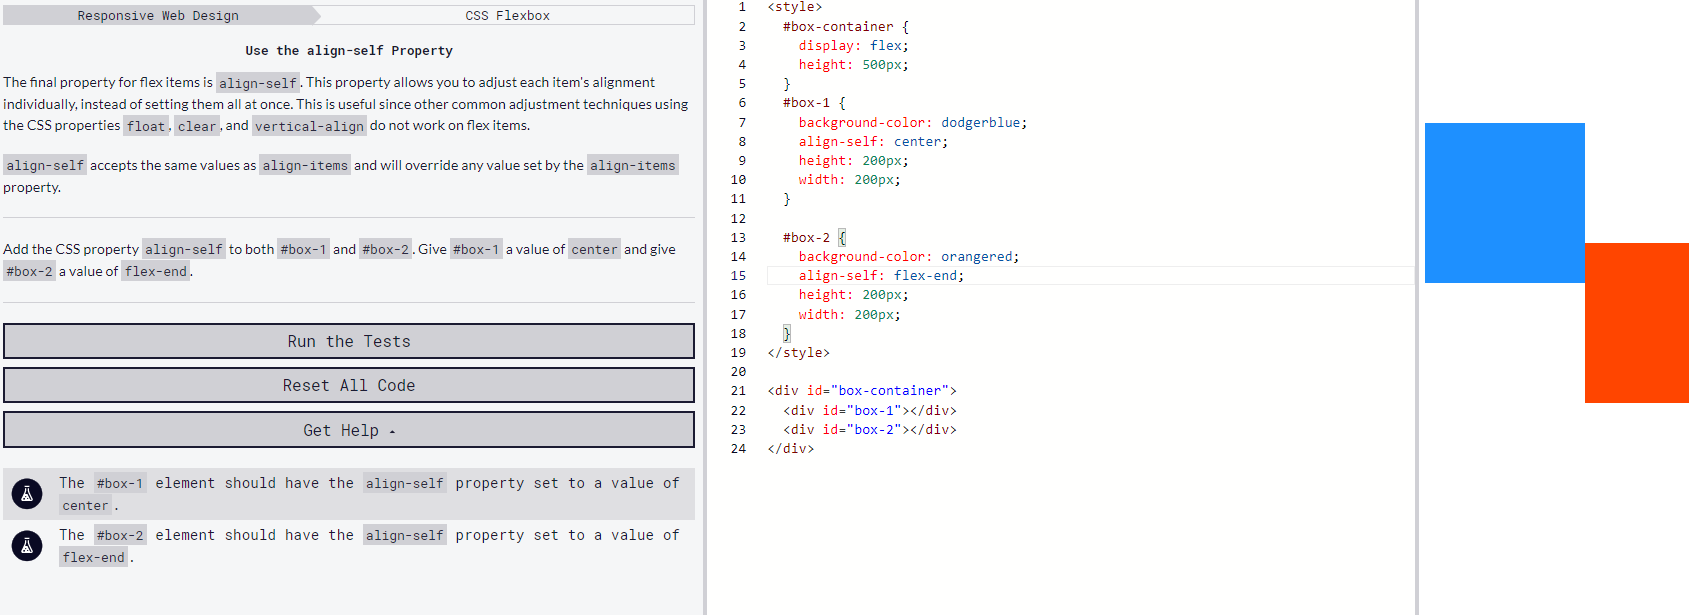 Responsive Web Design
CSS Flexbox
Use the align-self Property
The final property for flex items is align-self. This property allows you to adjust each item's alignment
individually, instead of setting them all at once. This is useful since other common adjustment techniques using
the CSS properties float, clear, and vertical-align do not work on flex items.
align-self accepts the same values as align-items and will override any value set by the align-items
property.
Add the CSS property align-self to both #box-1 and #box-2. Give #box-1 a value of center and give
#box-2 a value of flex-end.
Run the Tests
Reset All Code
Get Help
The #box-1 element should have the align-self property set to a value of
center.
The #box-2 element should have the align-self property set to a value of
flex-end.
1 <style>
2 #box-container {
3 display: flex;
4 height: 500px;
5 }
6 #box-1 {
7 background-color: dodgerblue;
8 align-self: center;
9 height: 200px;
10 width: 200px;
11 }
12
13 #box-2 {
14 background-color: orangered;
15 align-self: flex-end;
16 height: 200px;
17 width: 200px;
18 }
19 </style>
20
21 <div id="box-container">
22 <div id="box-1"></div>
23 <div id="box-2"></div>
24 </div>